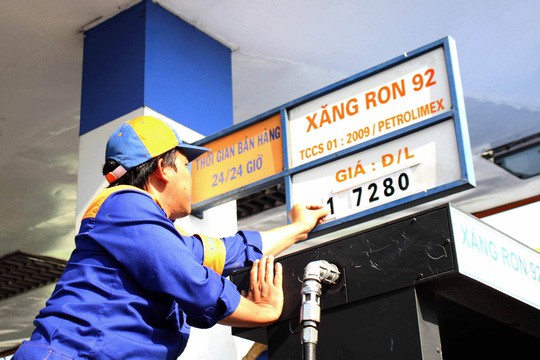 THỜI GIAN BÁN HÀNG
24/24 GIỜ
XĂNG RON 92
TCCS 01 : 2009 / PETROLIMEX
GIÁ : Đ/L
1 7280
XĂNG RON 92